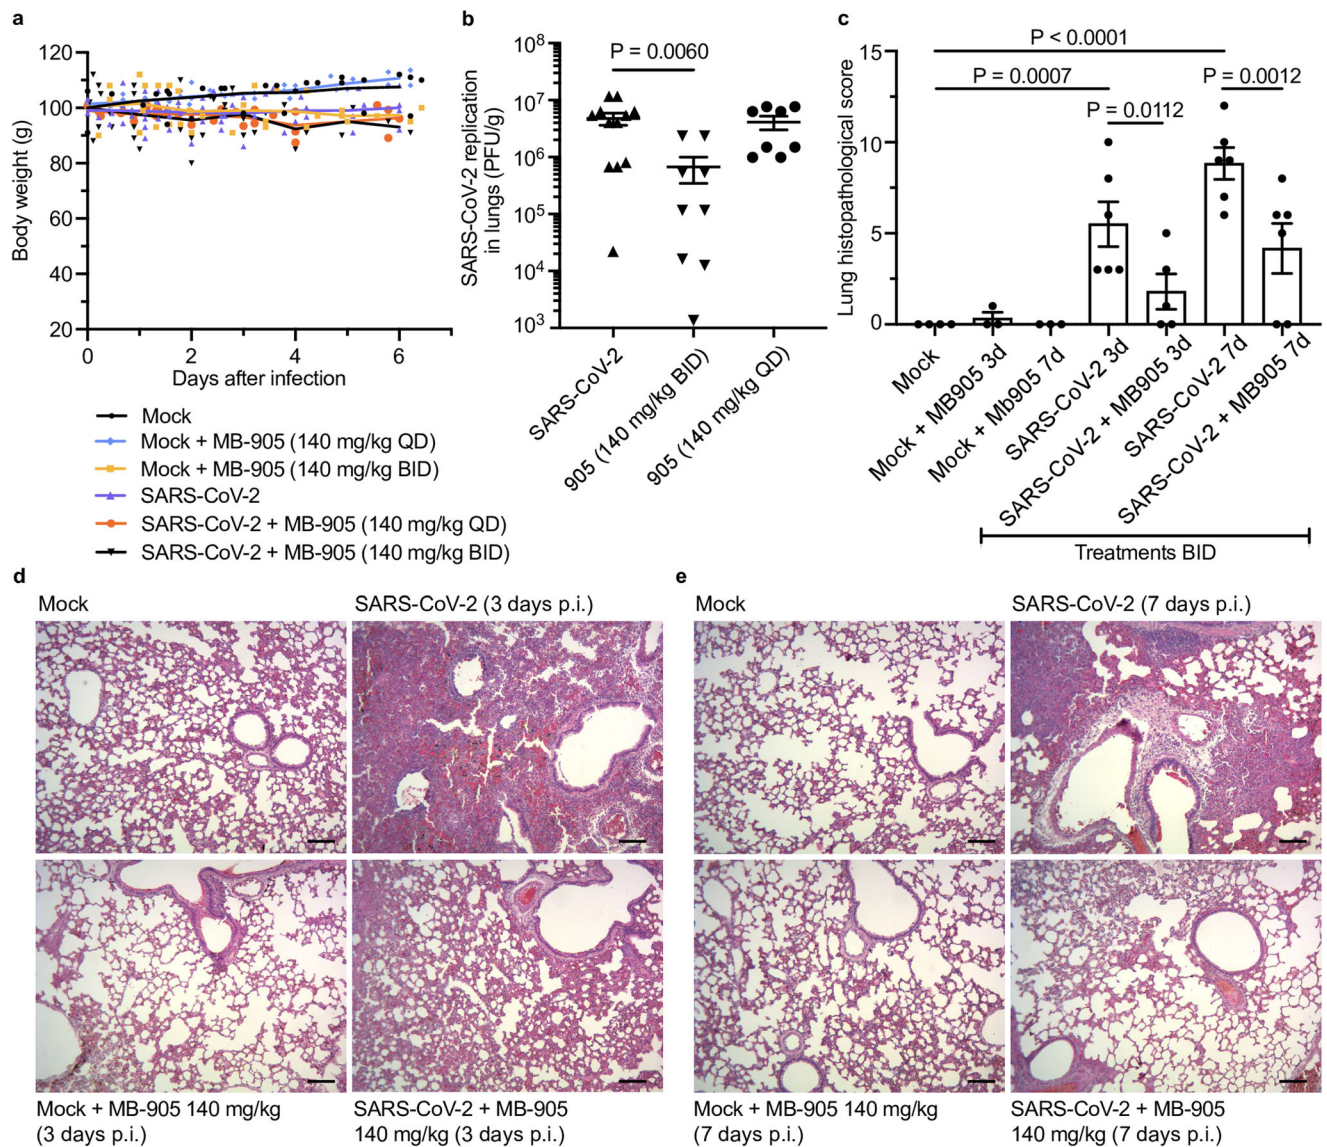 a
120
100
80
60
40
20
Body weight (g)
0
2
4
6
Days after infection
Mock
Mock + MB-905 (140 mg/kg QD)
Mock + MB-905 (140 mg/kg BID)
SARS-CoV-2
SARS-CoV-2 + MB-905 (140 mg/kg QD)
SARS-CoV-2 + MB-905 (140 mg/kg BID)
b
SARS-CoV-2 replication
in lungs (PFU/g)
10⁸
10⁷
10⁶
10⁵
10⁴
10³
P = 0.0060
SARS-CoV-2
905 (140 mg/kg BID)
905 (140 mg/kg QD)
c
Lung histopathological score
15
10
5
0
P < 0.0001
P = 0.0007
P = 0.0012
P = 0.0112
Mock
Mock + MB905 3d
Mock + Mb905 7d
SARS-CoV-2 3d
SARS-CoV-2 + MB905 3d
SARS-CoV-2 7d
SARS-CoV-2 + MB905 7d
Treatments BID
d
Mock
SARS-CoV-2 (3 days p.i.)
Mock + MB-905 140 mg/kg
(3 days p.i.)
SARS-CoV-2 + MB-905
140 mg/kg (3 days p.i.)
e
Mock
SARS-CoV-2 (7 days p.i.)
Mock + MB-905 140 mg/kg
(7 days p.i.)
SARS-CoV-2 + MB-905
140 mg/kg (7 days p.i.)